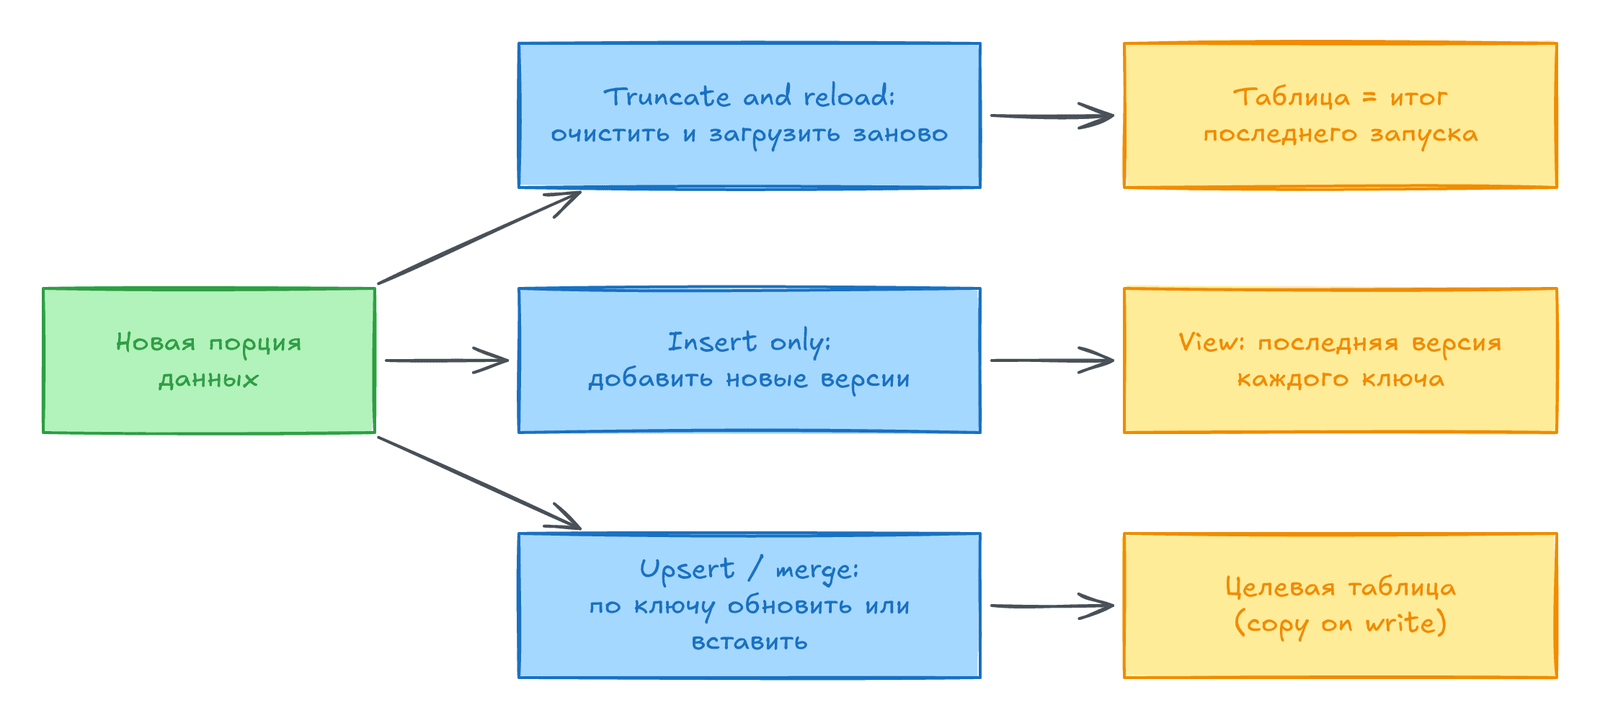 Truncate and reload:
очистить и загрузить заново
Таблица = итог
последнего запуска
Новая порция
данных
Insert only:
добавить новые версии
View: последняя версия
каждого ключа
Upsert / merge:
по ключу обновить или
вставить
Целевая таблица
(copy on write)